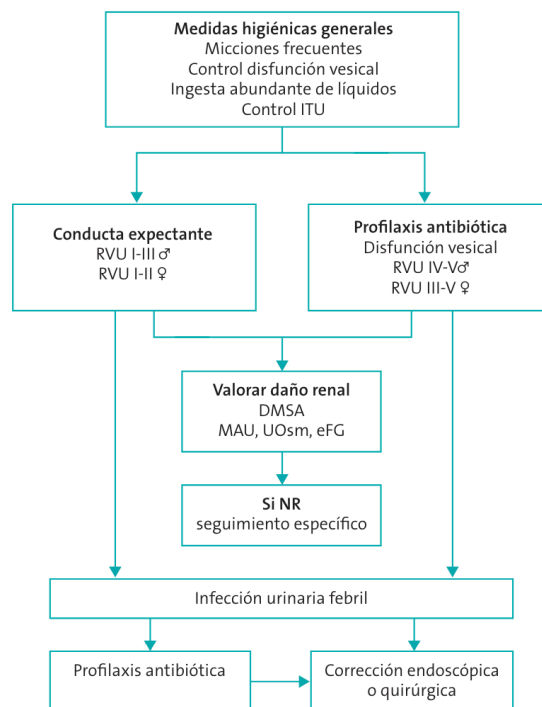 Medidas higiénicas generales
Micciones frecuentes
Control disfunción vesical
Ingesta abundante de líquidos
Control ITU
Conducta expectante
RVU I-III ♂
RVU I-II ♀
Profilaxis antibiótica
Disfunción vesical
RVU IV-V♂
RVU III-V ♀
Valorar daño renal
DMSA
MAU, UOsm, eFG
Si NR
seguimiento específico
Infección urinaria febril
Profilaxis antibiótica
Corrección endoscópica
o quirúrgica